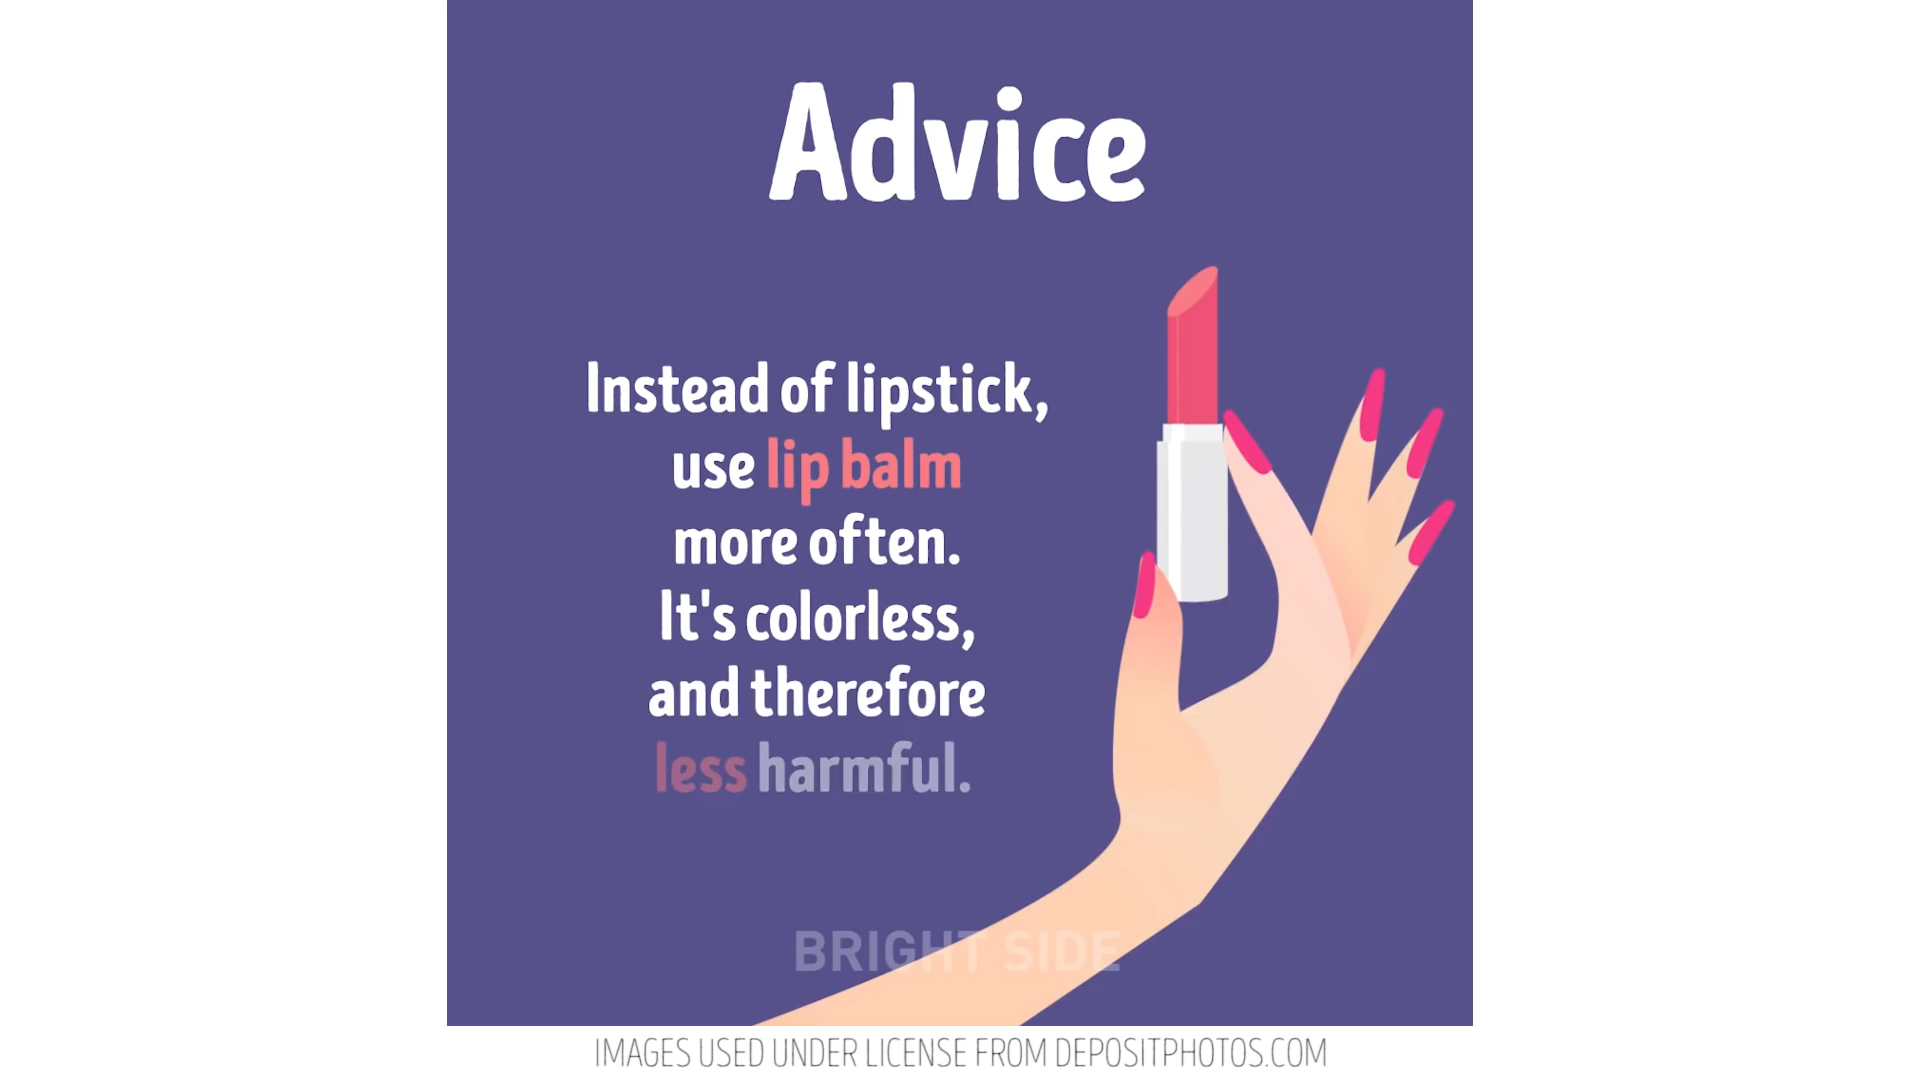 Advice
Instead of lipstick,
use lip balm
more often.
It's colorless,
and therefore
less harmful.
BRIGHT SIDE
IMAGES USED UNDER LICENSE FROM DEPOSITPHOTOS.COM